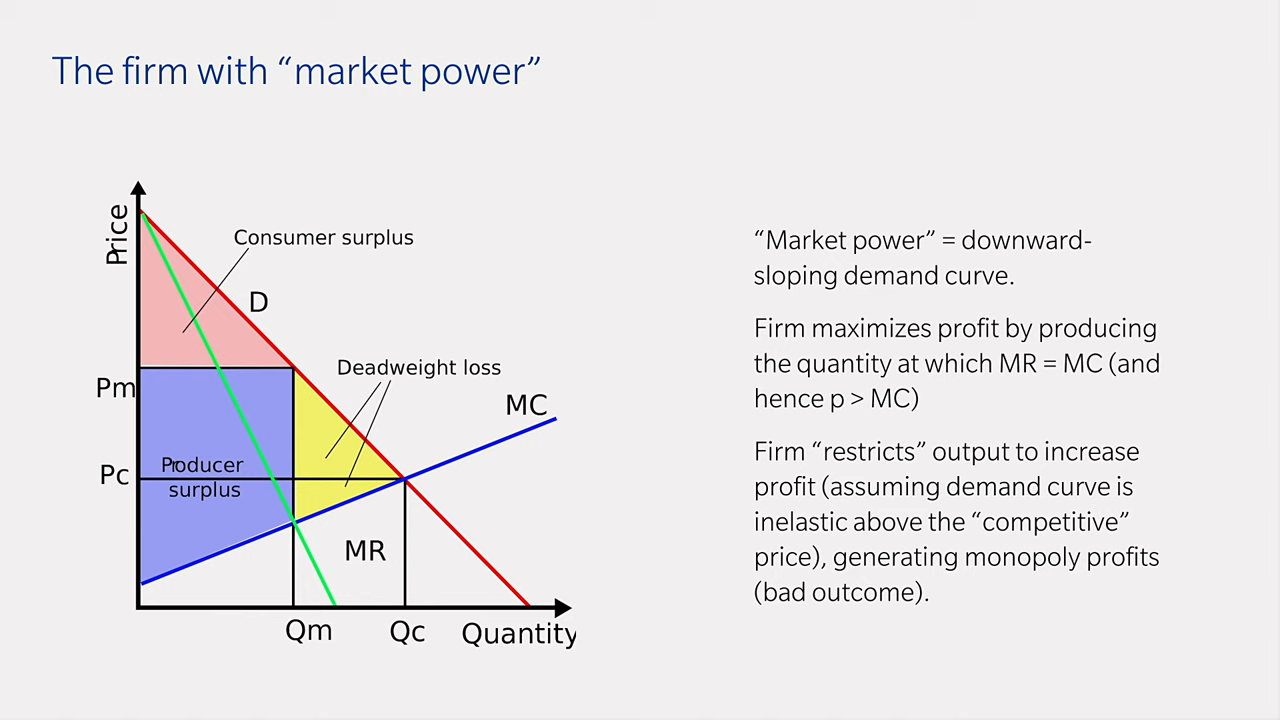 The firm with “market power”
Price
Consumer surplus
D
Deadweight loss
Pm
MC
Pc
Producer
surplus
MR
Qm
Qc
Quantity
“Market power” = downward-
sloping demand curve.
Firm maximizes profit by producing
the quantity at which MR = MC (and
hence p > MC)
Firm “restricts” output to increase
profit (assuming demand curve is
inelastic above the “competitive”
price), generating monopoly profits
(bad outcome).